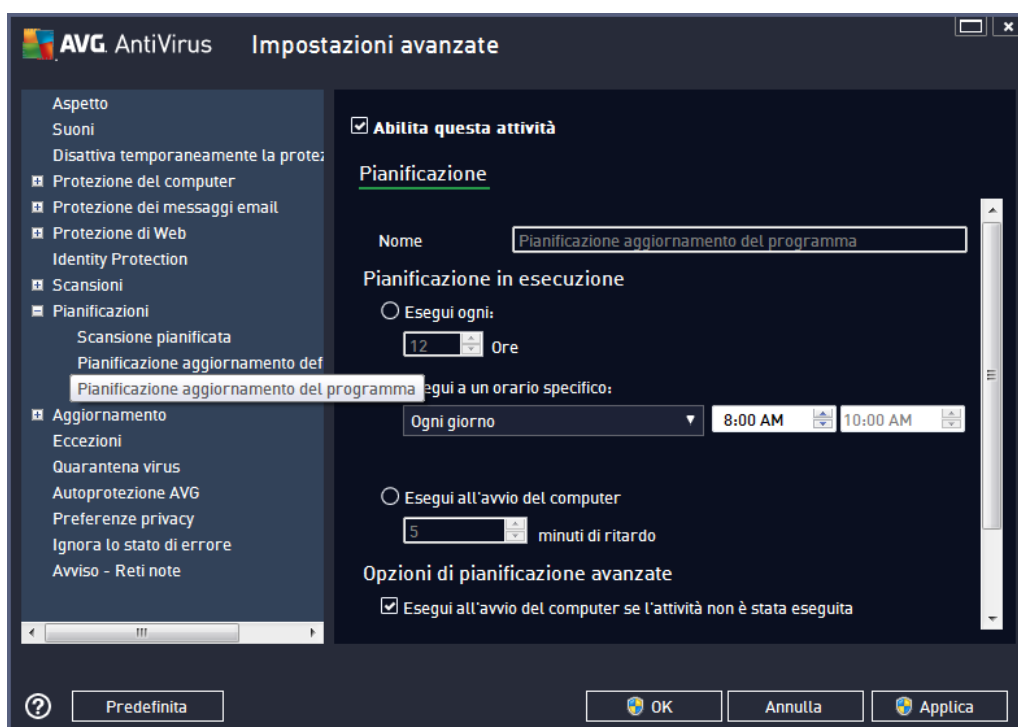 AVG. AntiVirus Impostazioni avanzate
Aspetto
Suoni
Disattiva temporaneamente la
Protezione del computer
Protezione dei messaggi email
Protezione di Web
Identity Protection
Scansioni
Pianificazioni
Scansione pianificata
Pianificazione aggiornamento def
Pianificazione aggiornamento del programma
Aggiornamento
Eccezioni
Quarantena virus
Autoprotezione AVG
Preferenze privacy
Ignora lo stato di errore
Avviso - Reti note
Abilita questa attività
Pianificazione
Nome Pianificazione aggiornamento del programma
Pianificazione in esecuzione
Esegui ogni:
12 Ore
egui a un orario specifico:
Ogni giorno 8:00 AM 10:00 AM
Esegui all'avvio del computer
5 minuti di ritardo
Opzioni di pianificazione avanzate
Esegui all'avvio del computer se l'attività non è stata eseguita
? Predefinita OK Annulla Applica